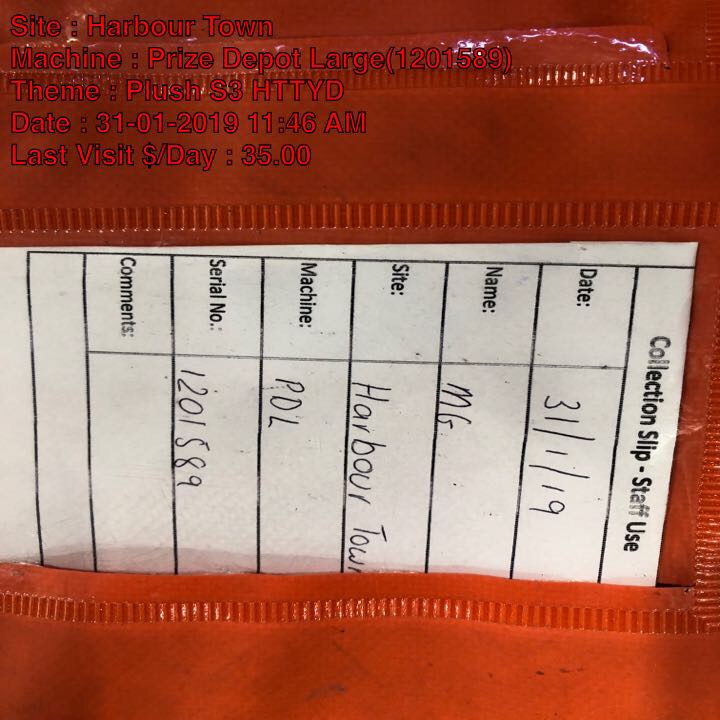 Site : Harbour Town
Machine : Prize Depot Large(1201589)
Theme : Plush S3 HTTYD
Date : 31-01-2019 11:46 AM
Last Visit $/Day : 35.00
Collection Slip - Staff Use
Date: 31/1/19
Name: MG
Site: Harbour Town
Machine: PDL
Serial No.: 1201589
Comments: